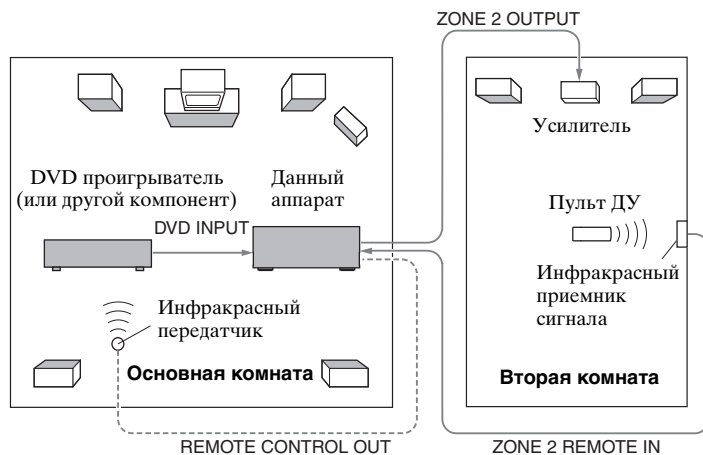 ZONE 2 OUTPUT
Усилитель
DVD проигрыватель
(или другой компонент)
Данный
аппарат
DVD INPUT
Пульт ДУ
Инфракрасный
приемник
сигнала
Инфракрасный
передатчик
Основная комната
Вторая комната
REMOTE CONTROL OUT
ZONE 2 REMOTE IN